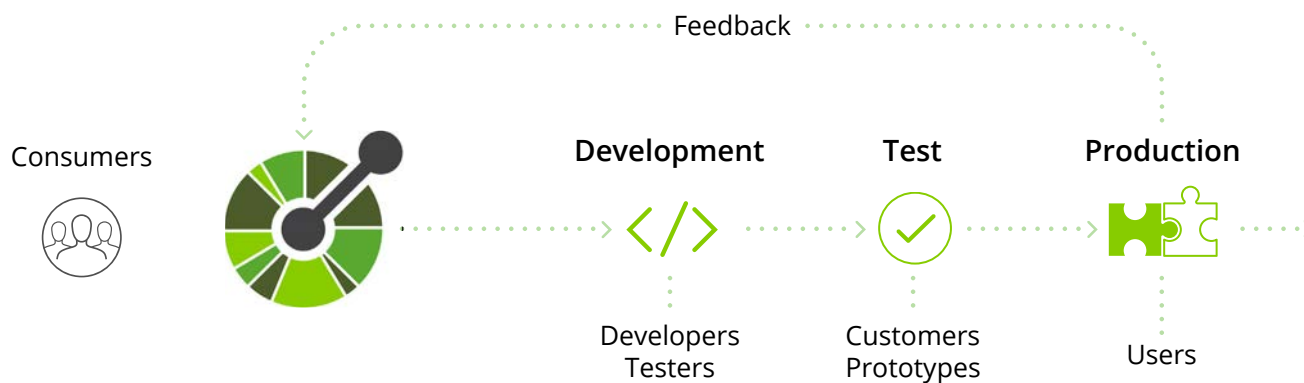 Feedback
Consumers
Development
Test
Production
Developers
Testers
Customers
Prototypes
Users